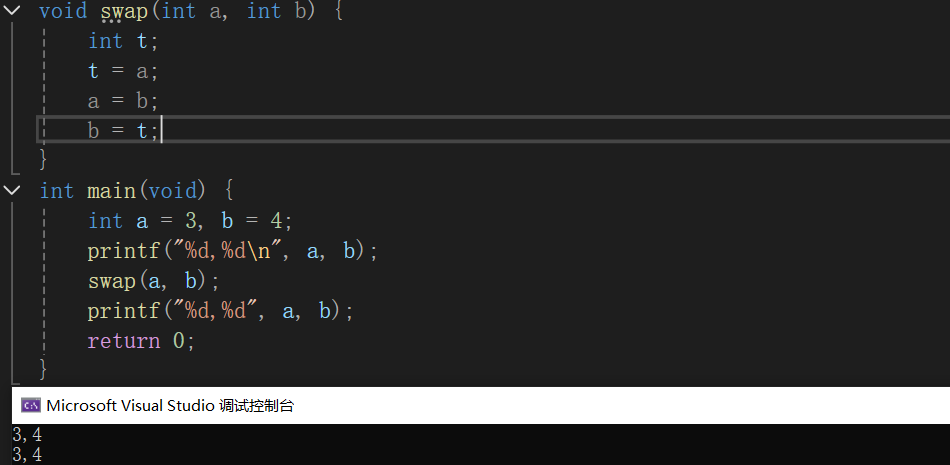 void swap(int a, int b) {
int t;
t = a;
a = b;
b = t;
}
int main(void) {
int a = 3, b = 4;
printf("%d,%d\n", a, b);
swap(a, b);
printf("%d,%d", a, b);
return 0;
}
C:\ Microsoft Visual Studio 调试控制台
3,4
3,4